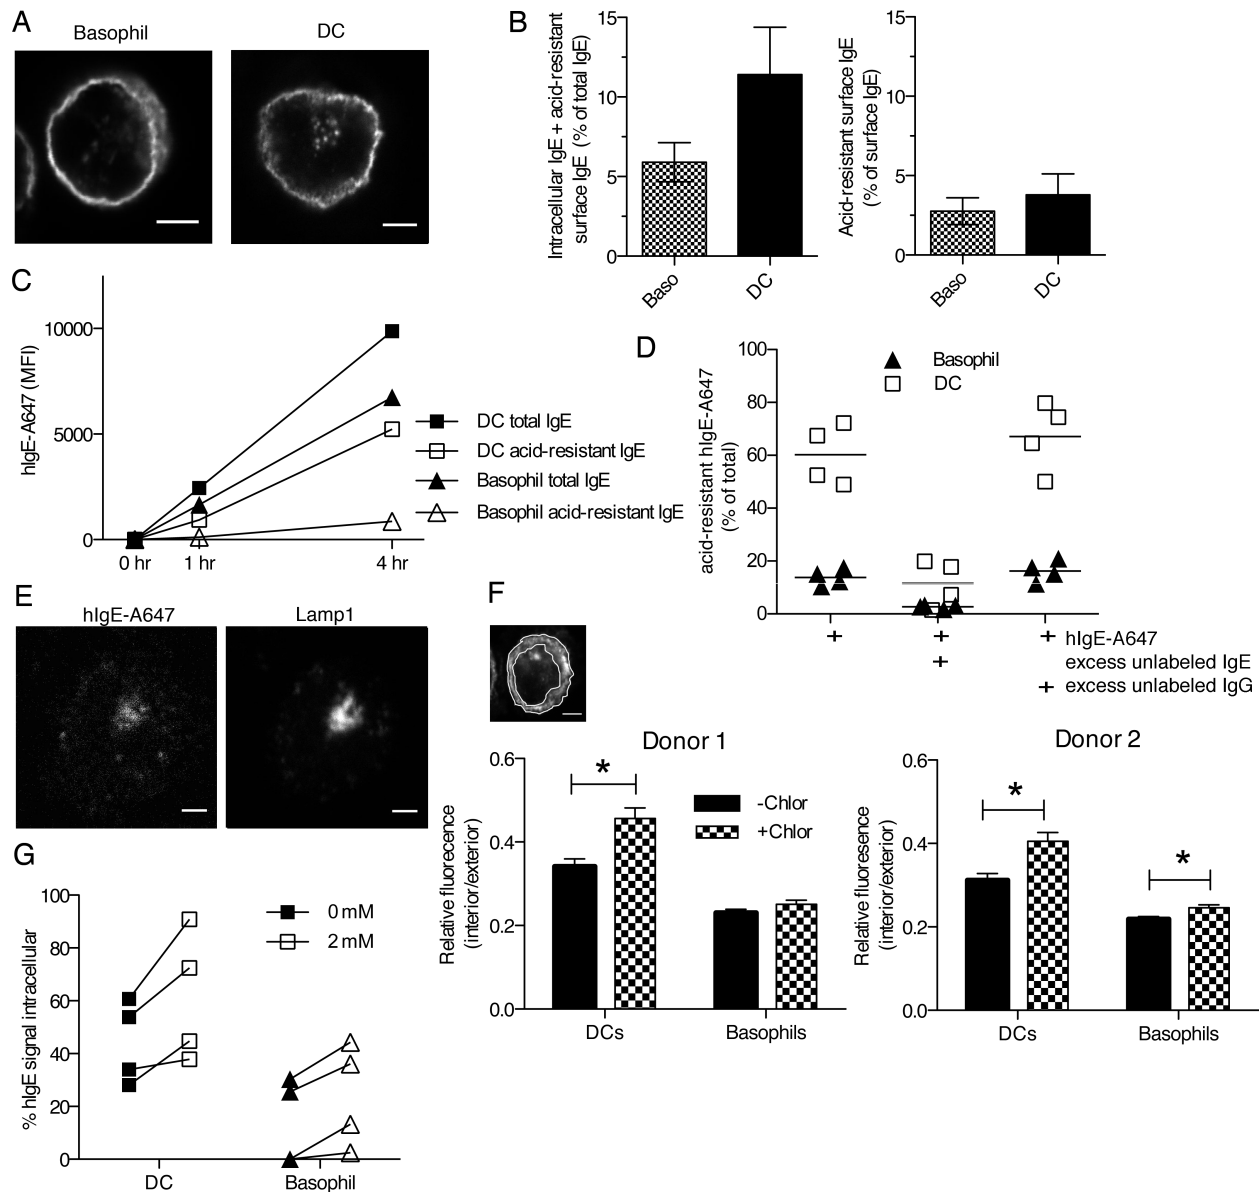 A
Basophil
DC
B
Intracellular IgE + acid-resistant
surface IgE (% of total IgE)
15
10
5
0
Baso
DC
Acid-resistant surface IgE
(% of surface IgE)
15
10
5
0
Baso
DC
C
hIgE-A647 (MFI)
10000
5000
0
0 hr
1 hr
4 hr
DC total IgE
DC acid-resistant IgE
Basophil total IgE
Basophil acid-resistant IgE
D
acid-resistant hIgE-A647
(% of total)
100
80
60
40
20
0
Basophil
DC
+ + + hIgE-A647
+ excess unlabeled IgE
+ excess unlabeled IgG
E
hIgE-A647
Lamp1
F
Donor 1
Relative fluorecence
(interior/exterior)
0.6
0.4
0.2
0.0
*
-Chlor
+Chlor
DCs
Basophils
Donor 2
Relative fluoresence
(interior/exterior)
0.6
0.4
0.2
0.0
*
*
DCs
Basophils
G
% hIgE signal intracellular
100
80
60
40
20
0
0 mM
2 mM
DC
Basophil